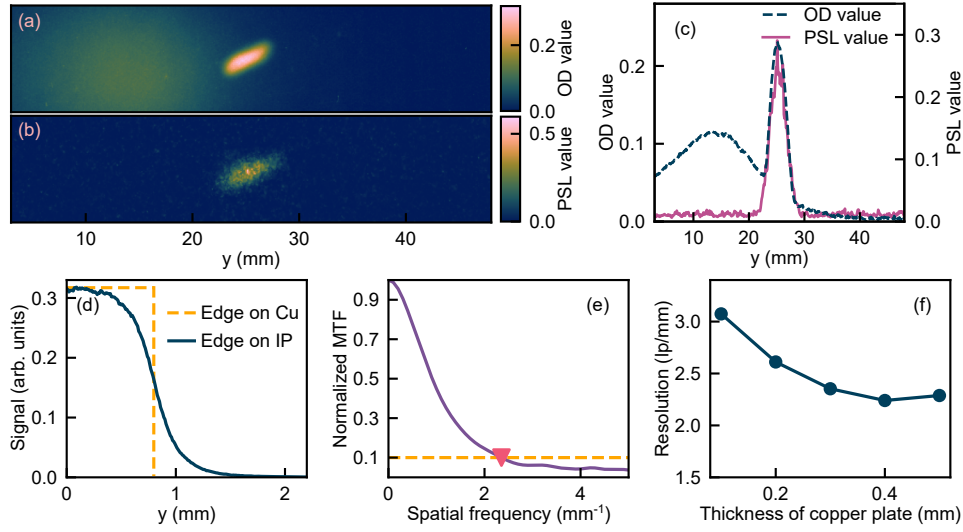 (a)
0.2
0.0
OD value
(b)
0.5
0.0
PSL value
10 20 30 40
y (mm)
(c)
OD value
PSL value
0.2
0.1
0.0
OD value
0.3
0.2
0.1
0.0
PSL value
10 20 30 40
y (mm)
(d)
Edge on Cu
Edge on IP
0.3
0.2
0.1
0.0
Signal (arb. units)
0 1 2
y (mm)
(e)
0.9
0.7
0.5
0.3
0.1
Normalized MTF
0 2 4
Spatial frequency (mm⁻¹)
(f)
3.0
2.5
2.0
1.5
Resolution (lp/mm)
0.2 0.4
Thickness of copper plate (mm)